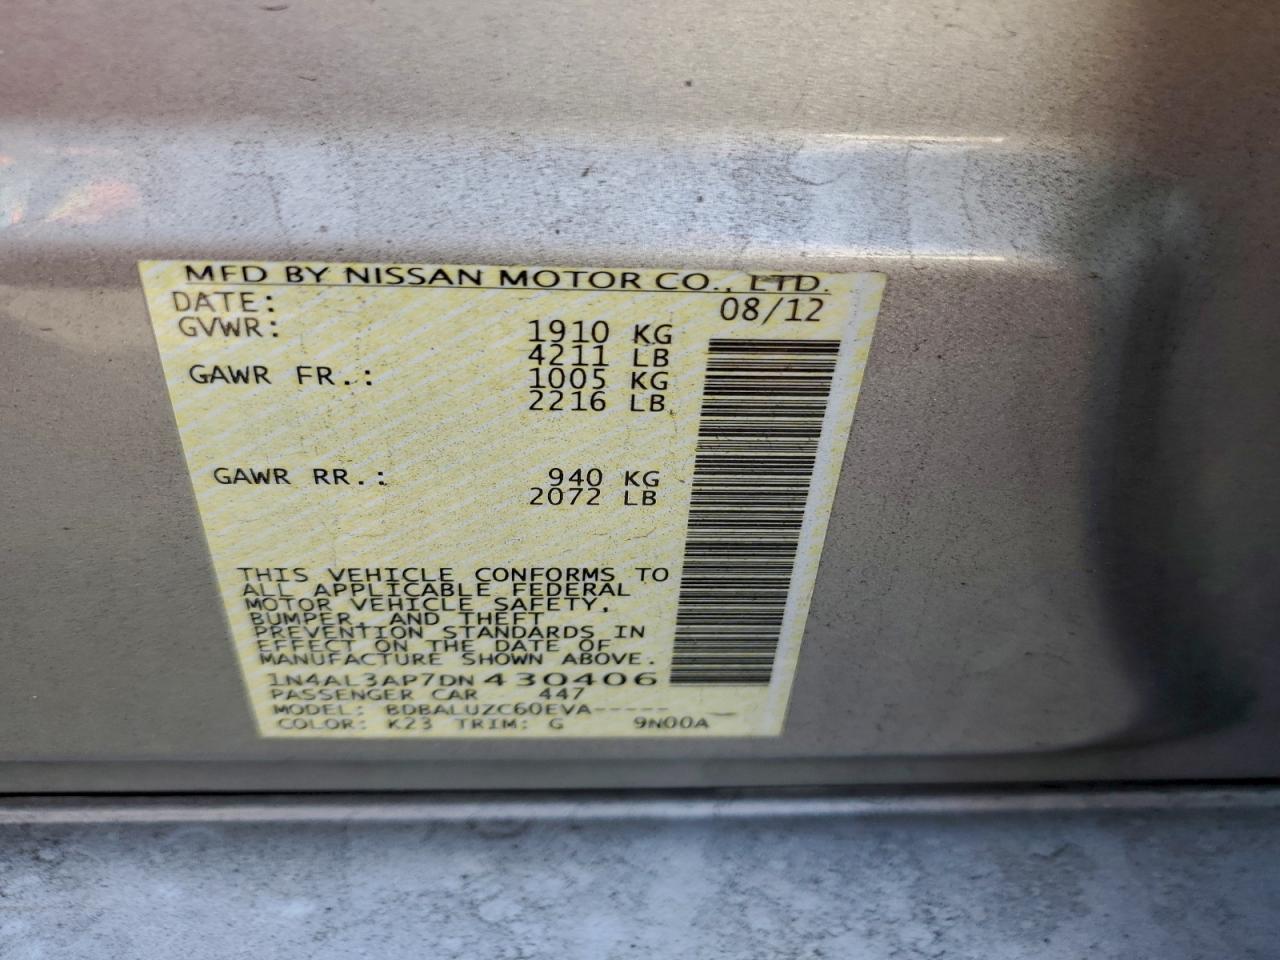 MFD BY NISSAN MOTOR CO., LTD.
DATE: 08/12
GVWR: 1910 KG
4211 LB
GAWR FR.: 1005 KG
2216 LB
GAWR RR.: 940 KG
2072 LB
THIS VEHICLE CONFORMS TO
ALL APPLICABLE FEDERAL
MOTOR VEHICLE SAFETY,
BUMPER, AND THEFT
PREVENTION STANDARDS IN
EFFECT ON THE DATE OF
MANUFACTURE SHOWN ABOVE.
1N4AL3AP7DN430406
PASSENGER CAR 447
MODEL: BDBALUZC60EVA-----
COLOR: K23 TRIM: G 9N00A